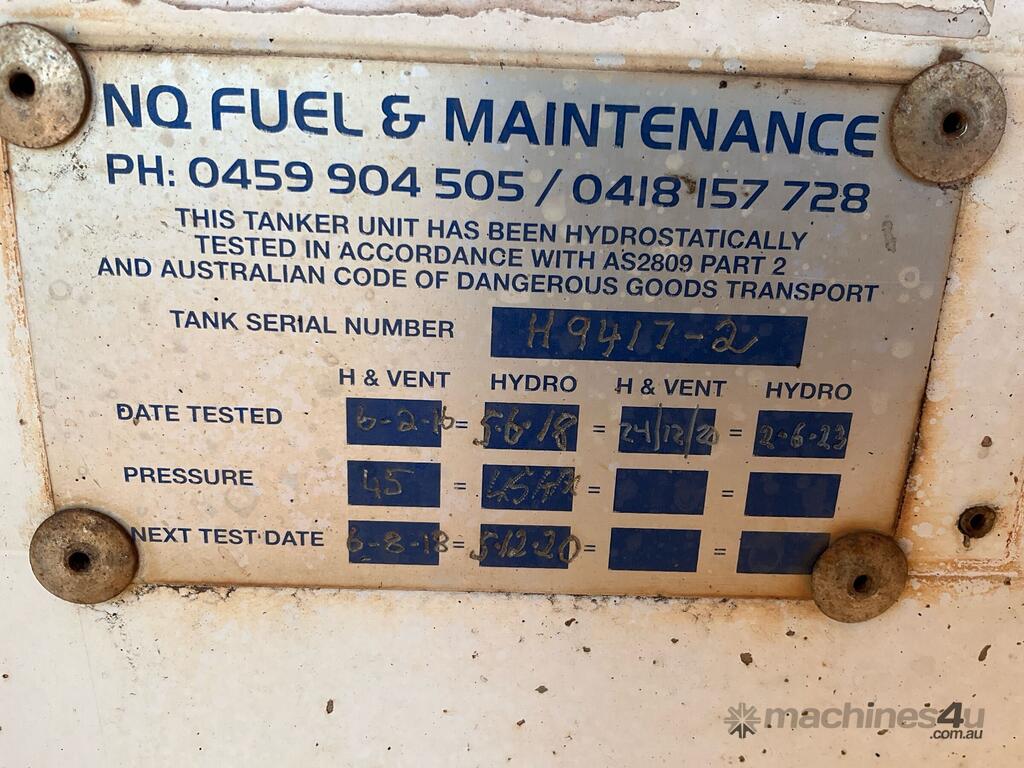 NQ FUEL & MAINTENANCE
PH: 0459 904 505 / 0418 157 728
THIS TANKER UNIT HAS BEEN HYDROSTATICALLY
TESTED IN ACCORDANCE WITH AS2809 PART 2
AND AUSTRALIAN CODE OF DANGEROUS GOODS TRANSPORT
TANK SERIAL NUMBER H9417-2
H & VENT HYDRO H & VENT HYDRO
DATE TESTED 6-2-16 = 5.6.18 = 24/12/20 = 2.6.23
PRESSURE 45 = = =
NEXT TEST DATE 6-8-18 = 5.12.20 = =
machines4u
.com.au